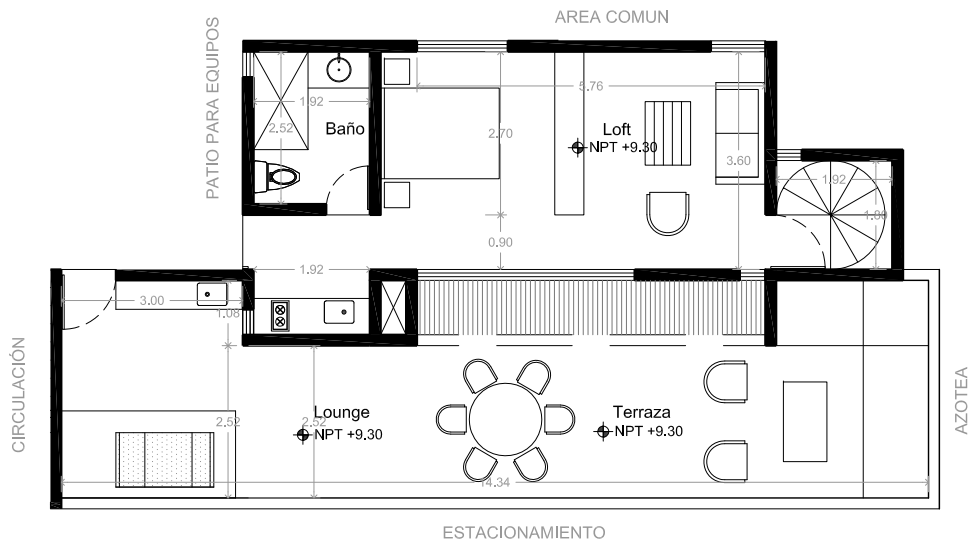 AREA COMUN
PATIO PARA EQUIPOS
1.92
2.52
Baño
5.76
2.70
Loft
NPT +9.30
3.60
1.92
1.80
0.90
1.92
3.00
1.08
CIRCULACIÓN
2.52
Lounge
2.52
NPT +9.30
Terraza
NPT +9.30
AZOTEA
14.34
ESTACIONAMIENTO